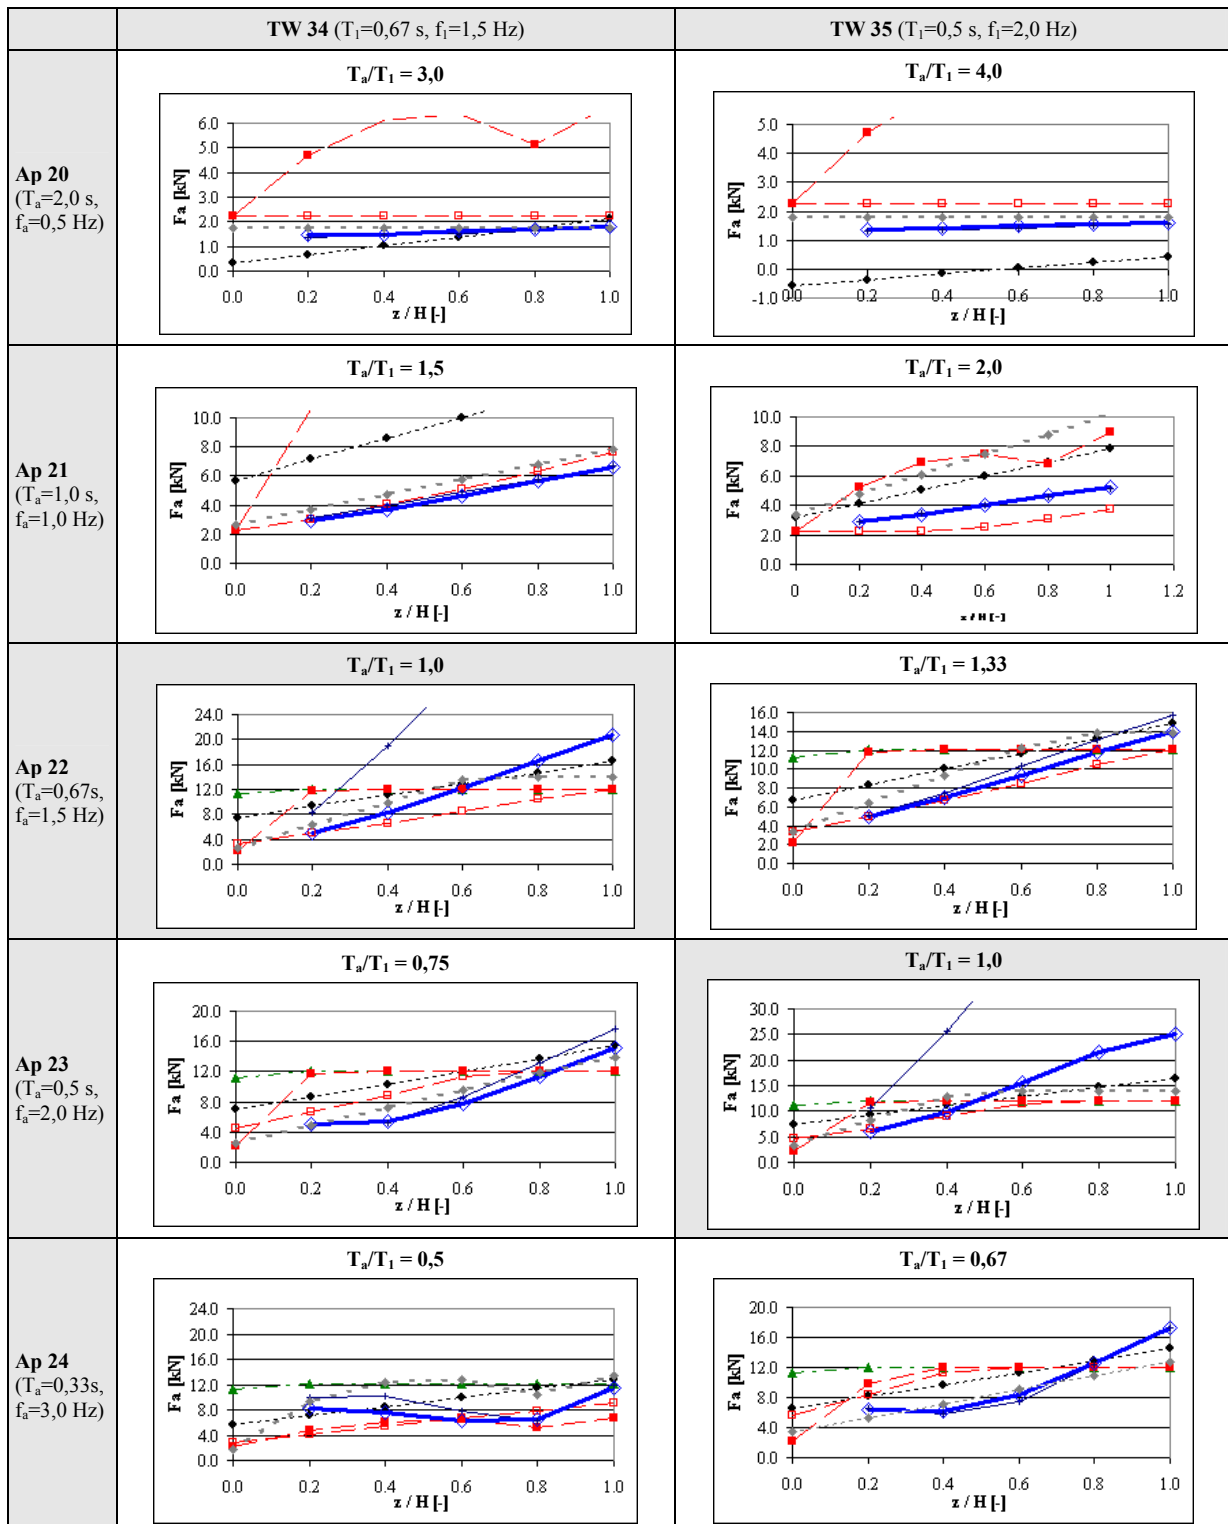 TW 34 (T1=0,67 s, f1=1,5 Hz)
TW 35 (T1=0,5 s, f1=2,0 Hz)
Ap 20
(Ta=2,0 s,
fa=0,5 Hz)
Ta/T1 = 3,0
Fa [kN]
6.0
5.0
4.0
3.0
2.0
1.0
0.0
0.0 0.2 0.4 0.6 0.8 1.0
z / H [-]
Ta/T1 = 4,0
Fa [kN]
5.0
4.0
3.0
2.0
1.0
0.0
-1.0
0.0 0.2 0.4 0.6 0.8 1.0
z / H [-]
Ap 21
(Ta=1,0 s,
fa=1,0 Hz)
Ta/T1 = 1,5
Fa [kN]
10.0
8.0
6.0
4.0
2.0
0.0
0.0 0.2 0.4 0.6 0.8 1.0
z / H [-]
Ta/T1 = 2,0
Fa [kN]
10.0
8.0
6.0
4.0
2.0
0.0
0 0.2 0.4 0.6 0.8 1 1.2
z / H [-]
Ap 22
(Ta=0,67s,
fa=1,5 Hz)
Ta/T1 = 1,0
Fa [kN]
24.0
20.0
16.0
12.0
8.0
4.0
0.0
0.0 0.2 0.4 0.6 0.8 1.0
z / H [-]
Ta/T1 = 1,33
Fa [kN]
16.0
14.0
12.0
10.0
8.0
6.0
4.0
2.0
0.0
0.0 0.2 0.4 0.6 0.8 1.0
z / H [-]
Ap 23
(Ta=0,5 s,
fa=2,0 Hz)
Ta/T1 = 0,75
Fa [kN]
20.0
16.0
12.0
8.0
4.0
0.0
0.0 0.2 0.4 0.6 0.8 1.0
z / H [-]
Ta/T1 = 1,0
Fa [kN]
30.0
25.0
20.0
15.0
10.0
5.0
0.0
0.0 0.2 0.4 0.6 0.8 1.0
z / H [-]
Ap 24
(Ta=0,33s,
fa=3,0 Hz)
Ta/T1 = 0,5
Fa [kN]
24.0
20.0
16.0
12.0
8.0
4.0
0.0
0.0 0.2 0.4 0.6 0.8 1.0
z / H [-]
Ta/T1 = 0,67
Fa [kN]
20.0
16.0
12.0
8.0
4.0
0.0
0.0 0.2 0.4 0.6 0.8 1.0
z / H [-]